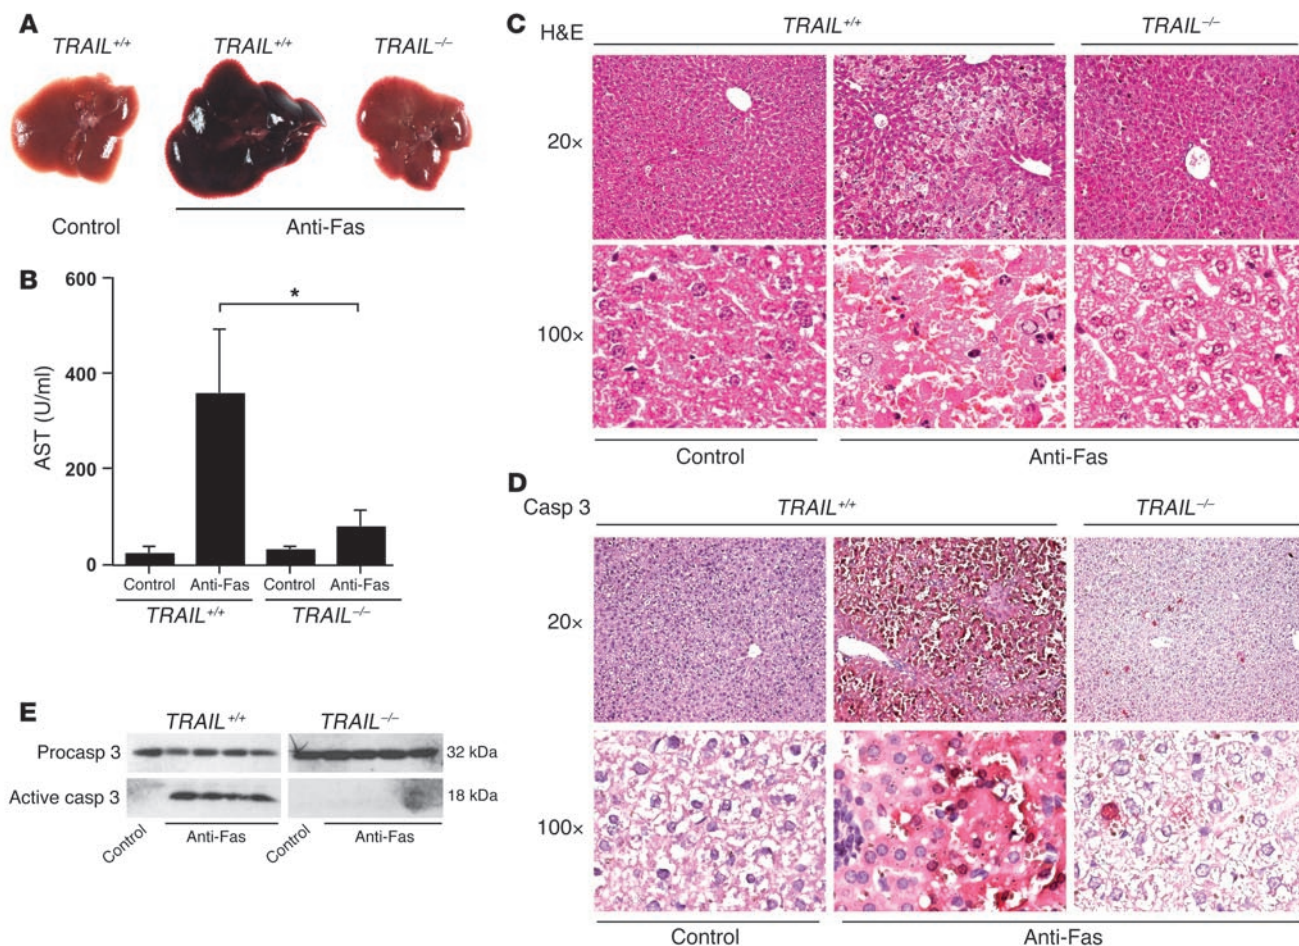 A
TRAIL+/+ TRAIL+/+ TRAIL−/−
Control Anti-Fas
B
600
400
200
0
AST (U/ml)
*
Control Anti-Fas Control Anti-Fas
TRAIL+/+ TRAIL−/−
E
TRAIL+/+ TRAIL−/−
Procasp 3 32 kDa
Active casp 3 18 kDa
Control Anti-Fas Control Anti-Fas
C
H&E TRAIL+/+ TRAIL−/−
20×
100×
Control Anti-Fas
D
Casp 3 TRAIL+/+ TRAIL−/−
20×
100×
Control Anti-Fas